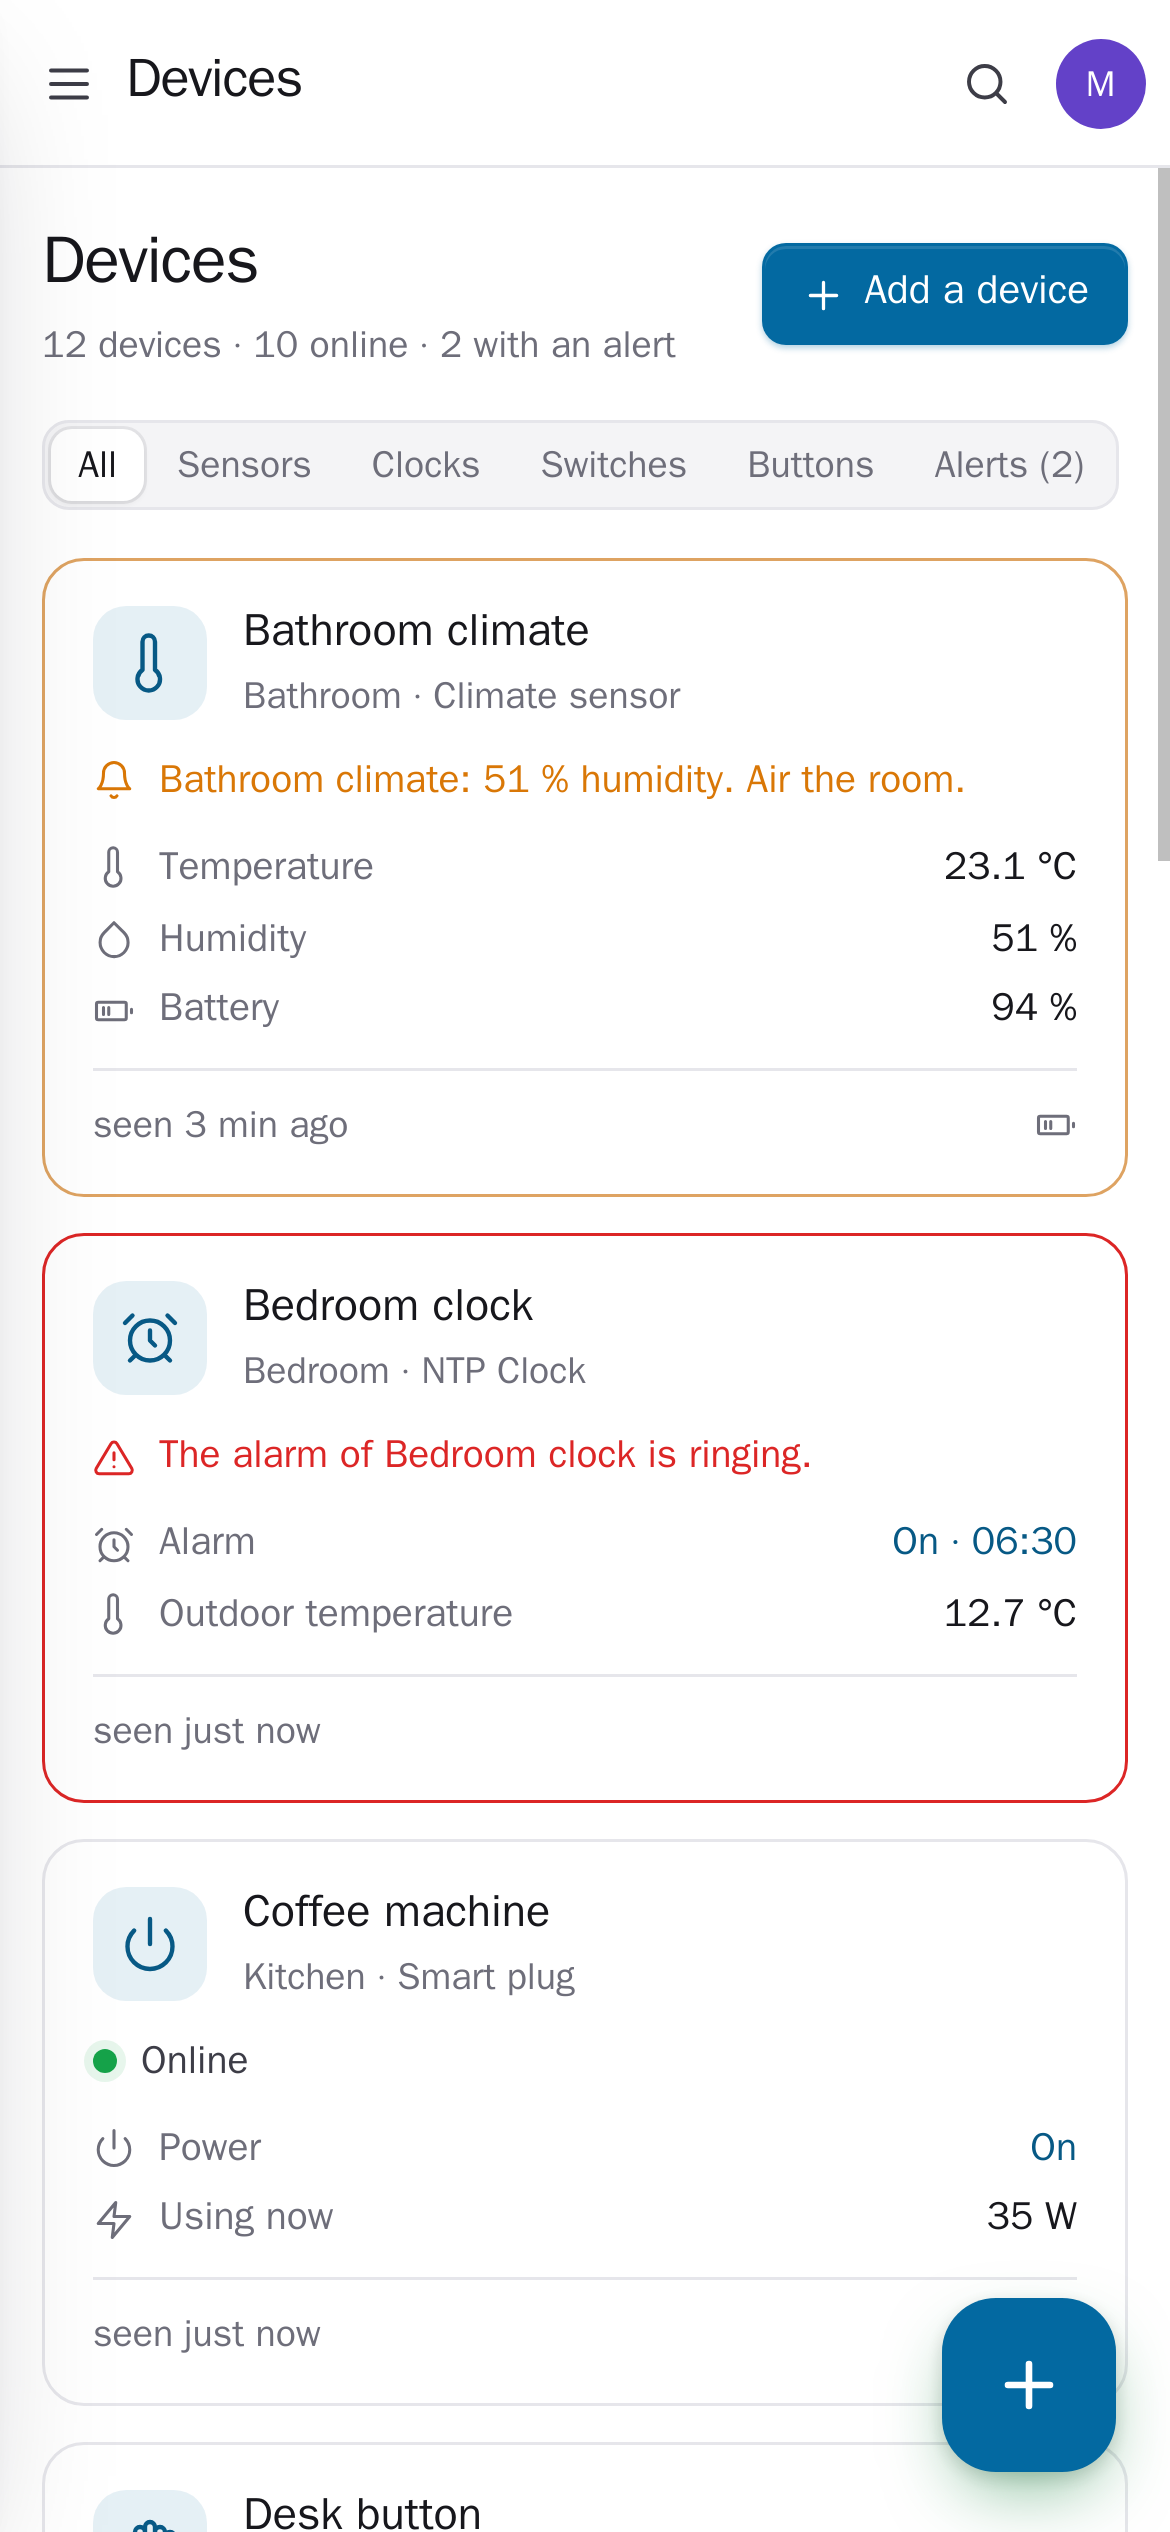 Devices
M
Devices
+ Add a device
12 devices · 10 online · 2 with an alert
All Sensors Clocks Switches Buttons Alerts (2)
Bathroom climate
Bathroom · Climate sensor
Bathroom climate: 51 % humidity. Air the room.
Temperature 23.1 °C
Humidity 51 %
Battery 94 %
seen 3 min ago
Bedroom clock
Bedroom · NTP Clock
The alarm of Bedroom clock is ringing.
Alarm On · 06:30
Outdoor temperature 12.7 °C
seen just now
Coffee machine
Kitchen · Smart plug
Online
Power On
Using now 35 W
seen just now
Desk button